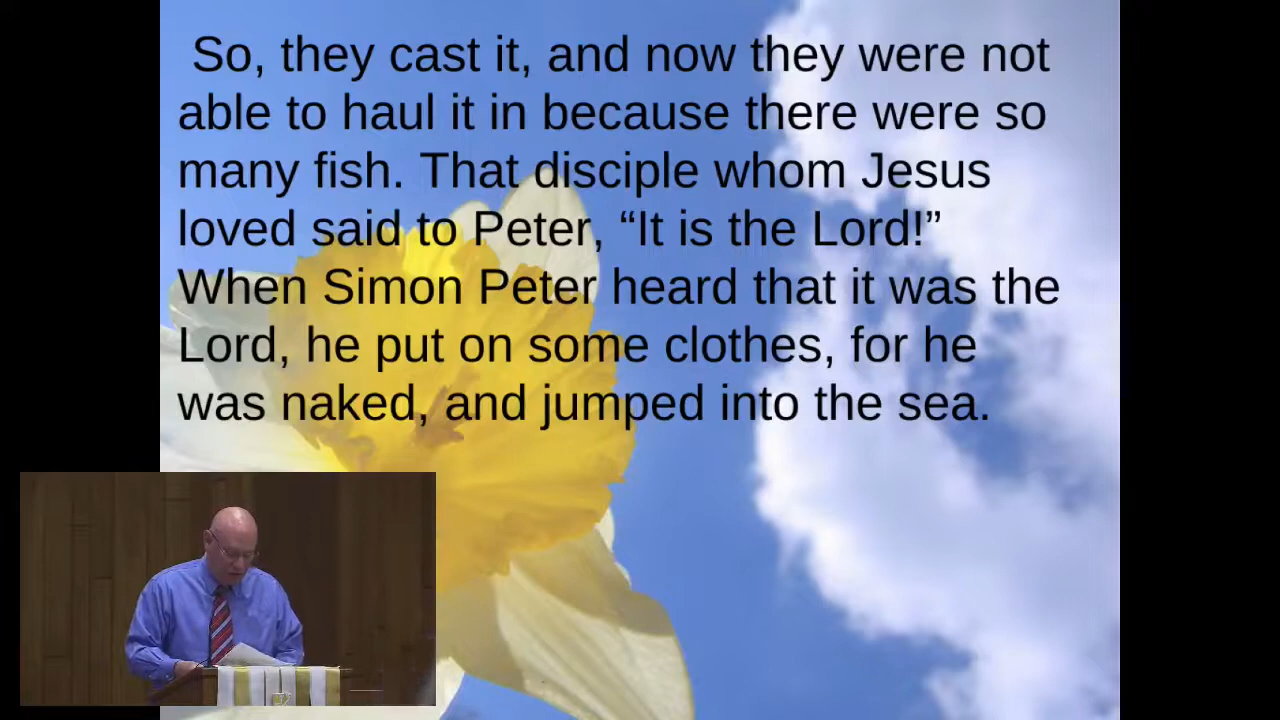 So, they cast it, and now they were not
able to haul it in because there were so
many fish. That disciple whom Jesus
loved said to Peter, “It is the Lord!”
When Simon Peter heard that it was the
Lord, he put on some clothes, for he
was naked, and jumped into the sea.